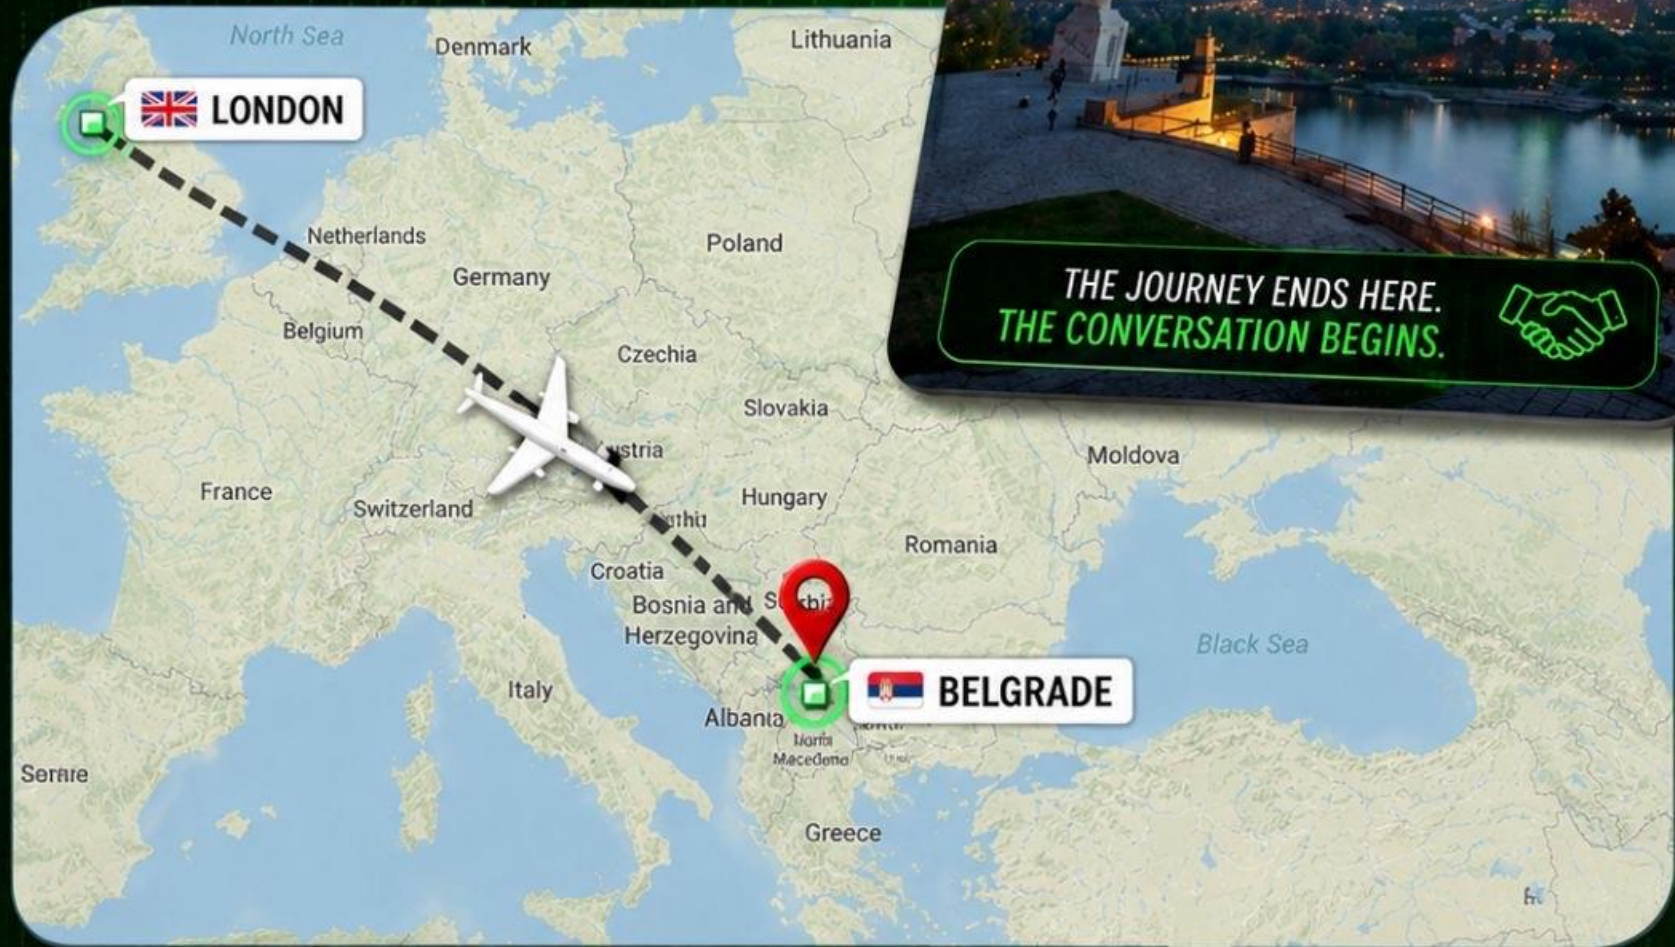 North Sea
Denmark
Lithuania
LONDON
Netherlands
Poland
Germany
THE JOURNEY ENDS HERE.
THE CONVERSATION BEGINS.
Belgium
Czechia
Slovakia
Moldova
France
Switzerland
Hungary
Romania
Croatia
Bosnia and
Herzegovina
Black Sea
Italy
BELGRADE
Albania
Greece